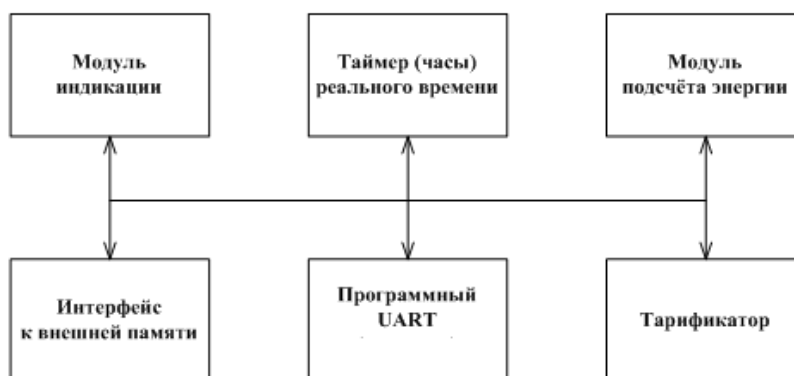 Модуль
индикации
Таймер (часы)
реального времени
Модуль
подсчёта энергии
Интерфейс
к внешней памяти
Программный
UART
Тарификатор